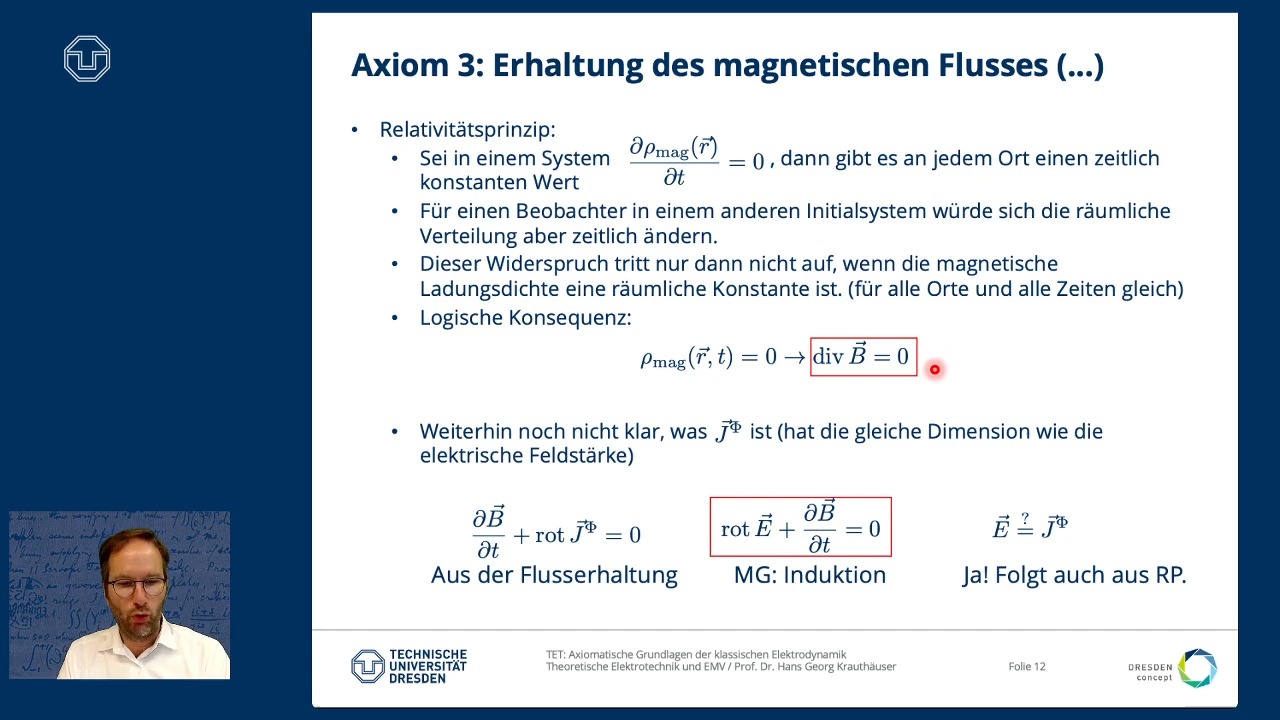 Axiom 3: Erhaltung des magnetischen Flusses (...)
• Relativitätsprinzip:
• Sei in einem System ∂ρ_mag(r⃗)/∂t = 0 , dann gibt es an jedem Ort einen zeitlich
konstanten Wert
• Für einen Beobachter in einem anderen Initialsystem würde sich die räumliche
Verteilung aber zeitlich ändern.
• Dieser Widerspruch tritt nur dann nicht auf, wenn die magnetische
Ladungsdichte eine räumliche Konstante ist. (für alle Orte und alle Zeiten gleich)
• Logische Konsequenz:
ρ_mag(r⃗, t) = 0 → div B⃗ = 0
• Weiterhin noch nicht klar, was J⃗^Φ ist (hat die gleiche Dimension wie die
elektrische Feldstärke)
∂B⃗/∂t + rot J⃗^Φ = 0
rot E⃗ + ∂B⃗/∂t = 0
E⃗ ≟ J⃗^Φ
Aus der Flusserhaltung
MG: Induktion
Ja! Folgt auch aus RP.
TECHNISCHE
UNIVERSITÄT
DRESDEN
TET: Axiomatische Grundlagen der klassischen Elektrodynamik
Theoretische Elektrotechnik und EMV / Prof. Dr. Hans Georg Krauthäuser
Folie 12
DRESDEN
concept